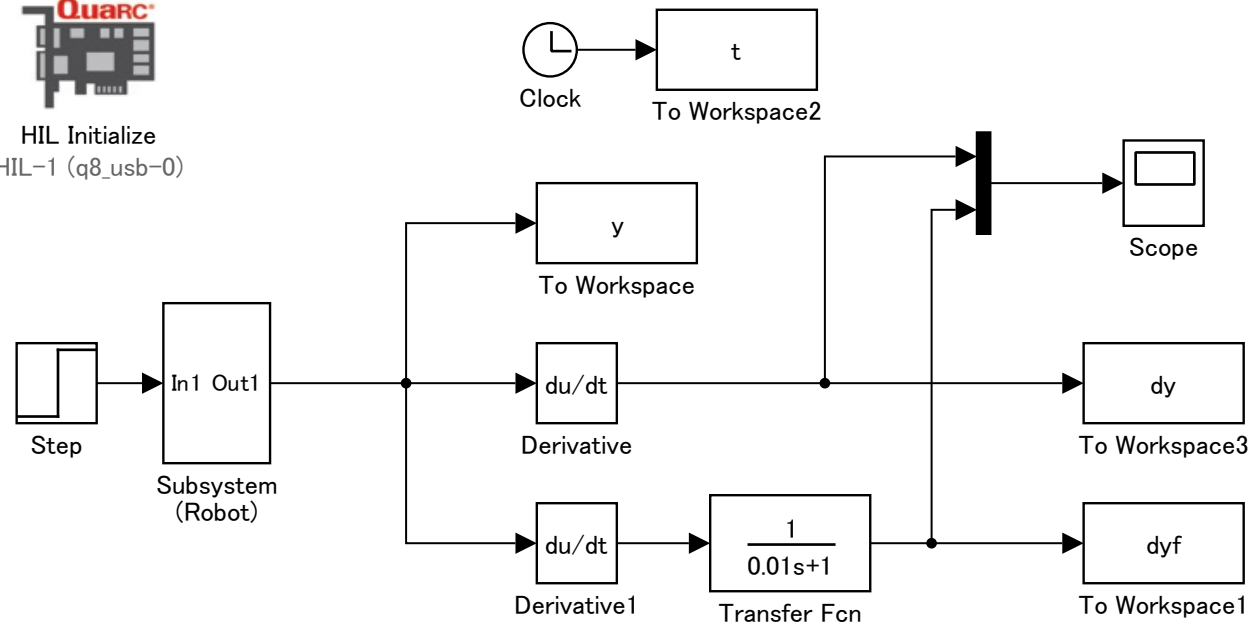 QUARC
HIL Initialize
HIL-1 (q8_usb-0)
Clock
t
To Workspace2
y
To Workspace
Scope
Step
In1 Out1
Subsystem
(Robot)
du/dt
Derivative
dy
To Workspace3
du/dt
Derivative1
1
0.01s+1
Transfer Fcn
dyf
To Workspace1